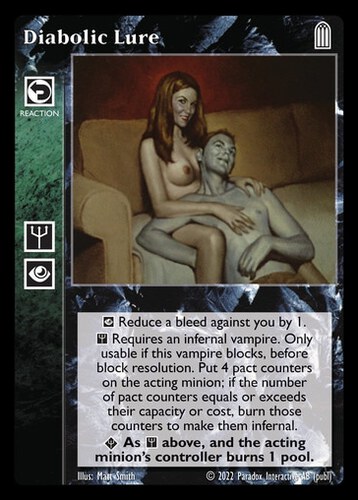 Diabolic Lure
REACTION
Reduce a bleed against you by 1.
Requires an infernal vampire. Only
usable if this vampire blocks, before
block resolution. Put 4 pact counters
on the acting minion; if the number
of pact counters equals or exceeds
their capacity or cost, burn those
counters to make them infernal.
As above, and the acting
minion's controller burns 1 pool.
Illus: Matt Smith © 2022 Paradox Interactive AB (publ)